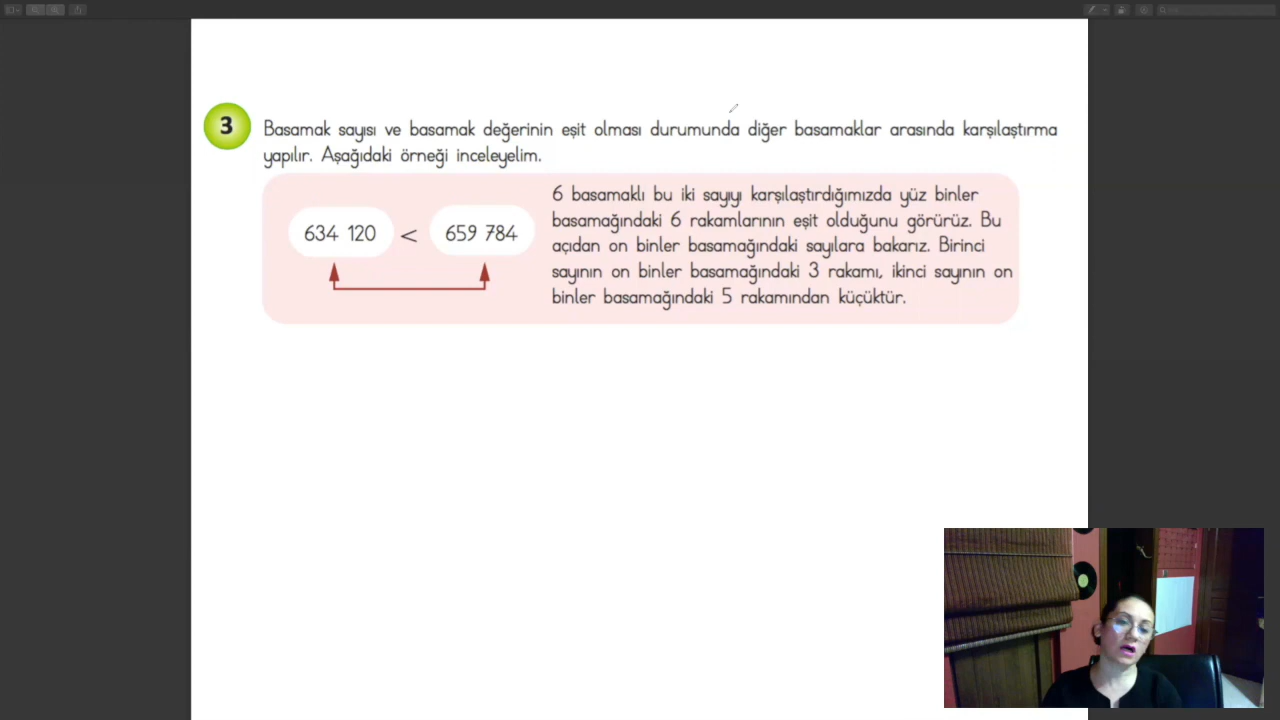 3
Basamak sayısı ve basamak değerinin eşit olması durumunda diğer basamaklar arasında karşılaştırma
yapılır. Aşağıdaki örneği inceleyelim.
634 120 < 659 784
6 basamaklı bu iki sayıyı karşılaştırdığımızda yüz binler
basamağındaki 6 rakamlarının eşit olduğunu görürüz. Bu
açıdan on binler basamağındaki sayılara bakarız. Birinci
sayının on binler basamağındaki 3 rakamı, ikinci sayının on
binler basamağındaki 5 rakamından küçüktür.